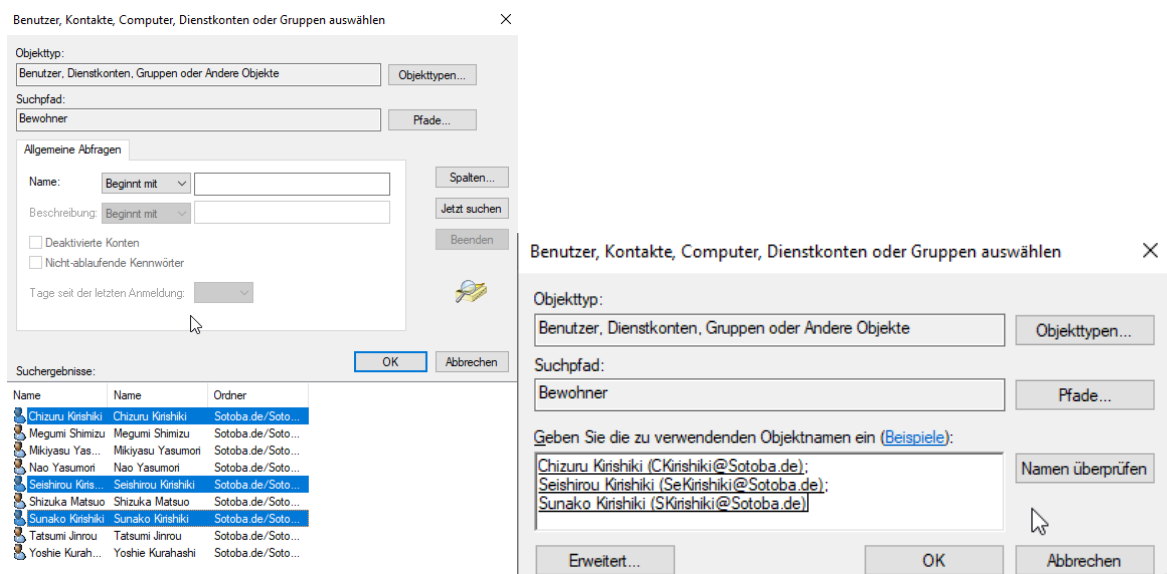 Benutzer, Kontakte, Computer, Dienstkonten oder Gruppen auswählen
Objekttyp:
Benutzer, Dienstkonten, Gruppen oder Andere Objekte
Objekttypen...
Suchpfad:
Bewohner
Pfade...
Allgemeine Abfragen
Name: Beginnt mit
Beschreibung: Beginnt mit
Deaktivierte Konten
Nicht-ablaufende Kennwörter
Tage seit der letzten Anmeldung:
Spalten...
Jetzt suchen
Beenden
OK Abbrechen
Suchergebnisse:
Name Name Ordner
Chizuru Kirishiki Chizuru Kirishiki Sotoba.de/Soto...
Megumi Shimizu Megumi Shimizu Sotoba.de/Soto...
Mikiyasu Yas... Mikiyasu Yasumori Sotoba.de/Soto...
Nao Yasumori Nao Yasumori Sotoba.de/Soto...
Seishirou Kiris... Seishirou Kirishiki Sotoba.de/Soto...
Shizuka Matsuo Shizuka Matsuo Sotoba.de/Soto...
Sunako Kirishiki Sunako Kirishiki Sotoba.de/Soto...
Tatsumi Jinrou Tatsumi Jinrou Sotoba.de/Soto...
Yoshie Kurah... Yoshie Kurahashi Sotoba.de/Soto...
Benutzer, Kontakte, Computer, Dienstkonten oder Gruppen auswählen
Objekttyp:
Benutzer, Dienstkonten, Gruppen oder Andere Objekte
Objekttypen...
Suchpfad:
Bewohner
Pfade...
Geben Sie die zu verwendenden Objektnamen ein (Beispiele):
Chizuru Kirishiki (CKirishiki@Sotoba.de);
Seishirou Kirishiki (SeKirishiki@Sotoba.de);
Sunako Kirishiki (SKirishiki@Sotoba.de)
Namen überprüfen
Erweitert... OK Abbrechen